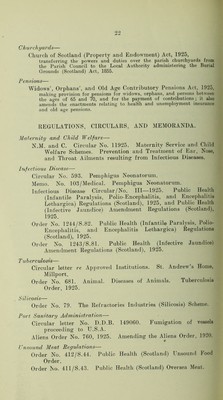 22
Churchyards—
Church of Scotland (Property and Endowment) Act, 1925,
transferring the powers and duties over the parish churchyards from
the Parish Council to the Local Authority administering the Burial
Grounds (Scotland) Act, 1855.
Pensions—
Widows', Orphans', and Old Age Contributory Pensions Act, 1925,
making provision for pensions for widows, orphans, and persons between
the ages of 65 and 70, and for the payment of contributions; it also
amends the enactments relating to health and unemployment insurance
and old age pensions.
REGULATIONS, CIRCULARS, AND MEMORANDA.
Maternity and Child Welfare—
N.M. and C. Circular No. 11925. Maternity Service and Child
Welfare Schemes. Prevention and Treatment of Ear, Nose,
and Throat Ailments resulting from Infectious Diseases.
Infectious Disease—
Circular No. 593. Pemphigus Neonatorum.
Memo. No. 103/Medical. Pemphigus Neonatorum.
Infectious Disease Circular/No. III.—1925. Public Health
(Infantile Paralysis, Polio-Encephalitis, and Encephalitis
Lethargica) Regulations (Scotland), 1925, and Public Health
(Infective Jaundice) Amendment Regulations (Scotland),
1925.
Order No. 1244/S.82. Public Health (Infantile Paralysis, Polio-
Encephalitis, and Encephalitis Lethargica) Regulations
(Scotland), 1925.
Order No. 1243/S.81. Public Health (Infective Jaundice)
Amendment Regulations (Scotland), 1925.
Tuberculosis—
Circular letter re Approved Institutions. St. Andrew's Home,
Millport.
Order No. 681. Animal. Diseases of Animals. Tuberculosis
Order, 1925.
Silicosis—
Order No. 79. The Refractories Industries (Silicosis) Scheme.
Port Sanitary Administration—
Circular letter No. D.D.H. 149060. Fumigation of vessels
proceeding to U.S.A.
Aliens Order No. 760, 1925. Amending the Aliens Order, 1920.
Unsound Meat Regulations—
Order No. 412/S.44. Public Health (Scotland) Unsound Food
Order.
Order No. 411/S.43. Public Health (Scotland) Oversea Meat.